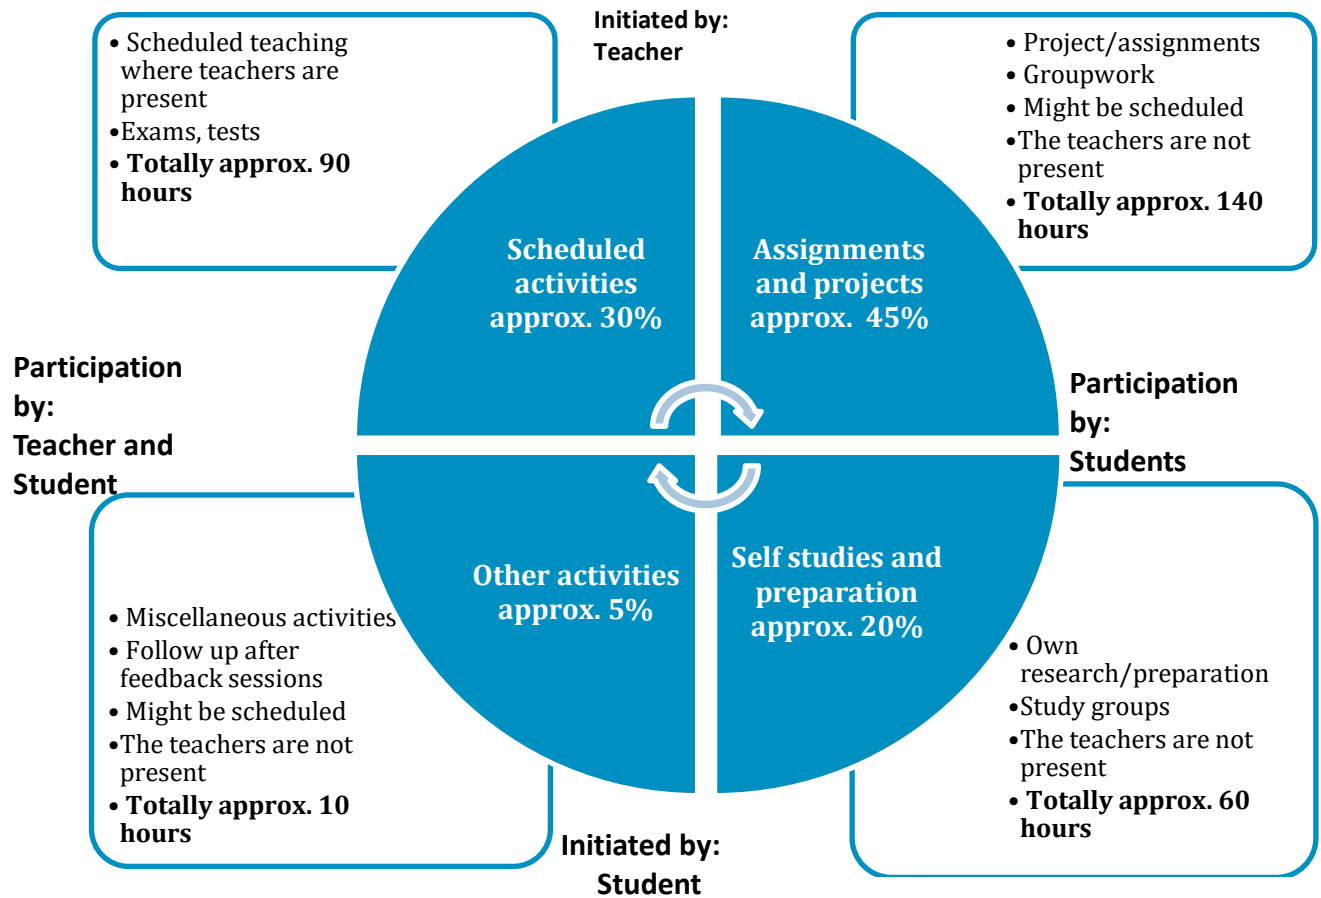 Initiated by:
Teacher
• Scheduled teaching
where teachers are
present
•Exams, tests
• Totally approx. 90
hours
• Project/assignments
• Groupwork
• Might be scheduled
•The teachers are not
present
• Totally approx. 140
hours
Scheduled
activities
approx. 30%
Assignments
and projects
approx. 45%
Participation
by:
Teacher and
Student
Participation
by:
Students
Other activities
approx. 5%
Self studies and
preparation
approx. 20%
• Miscellaneous activities
• Follow up after
feedback sessions
• Might be scheduled
•The teachers are not
present
• Totally approx. 10
hours
• Own
research/preparation
•Study groups
•The teachers are not
present
• Totally approx. 60
hours
Initiated by:
Student